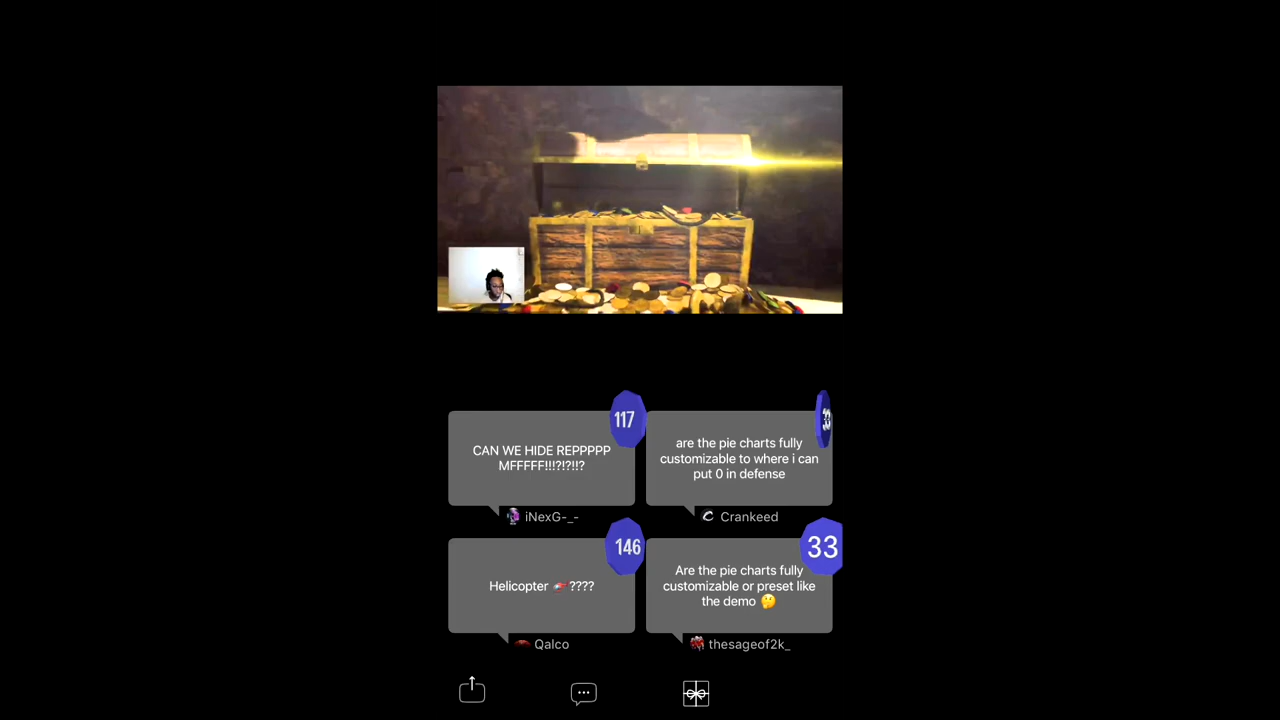 117
CAN WE HIDE REPPPPP
MFFFFF!!!?!?!!?
iNexG-_-
are the pie charts fully
customizable to where i can
put 0 in defense
Crankeed
146
Helicopter 🚁????
Qalco
33
Are the pie charts fully
customizable or preset like
the demo 🤔
thesageof2k_